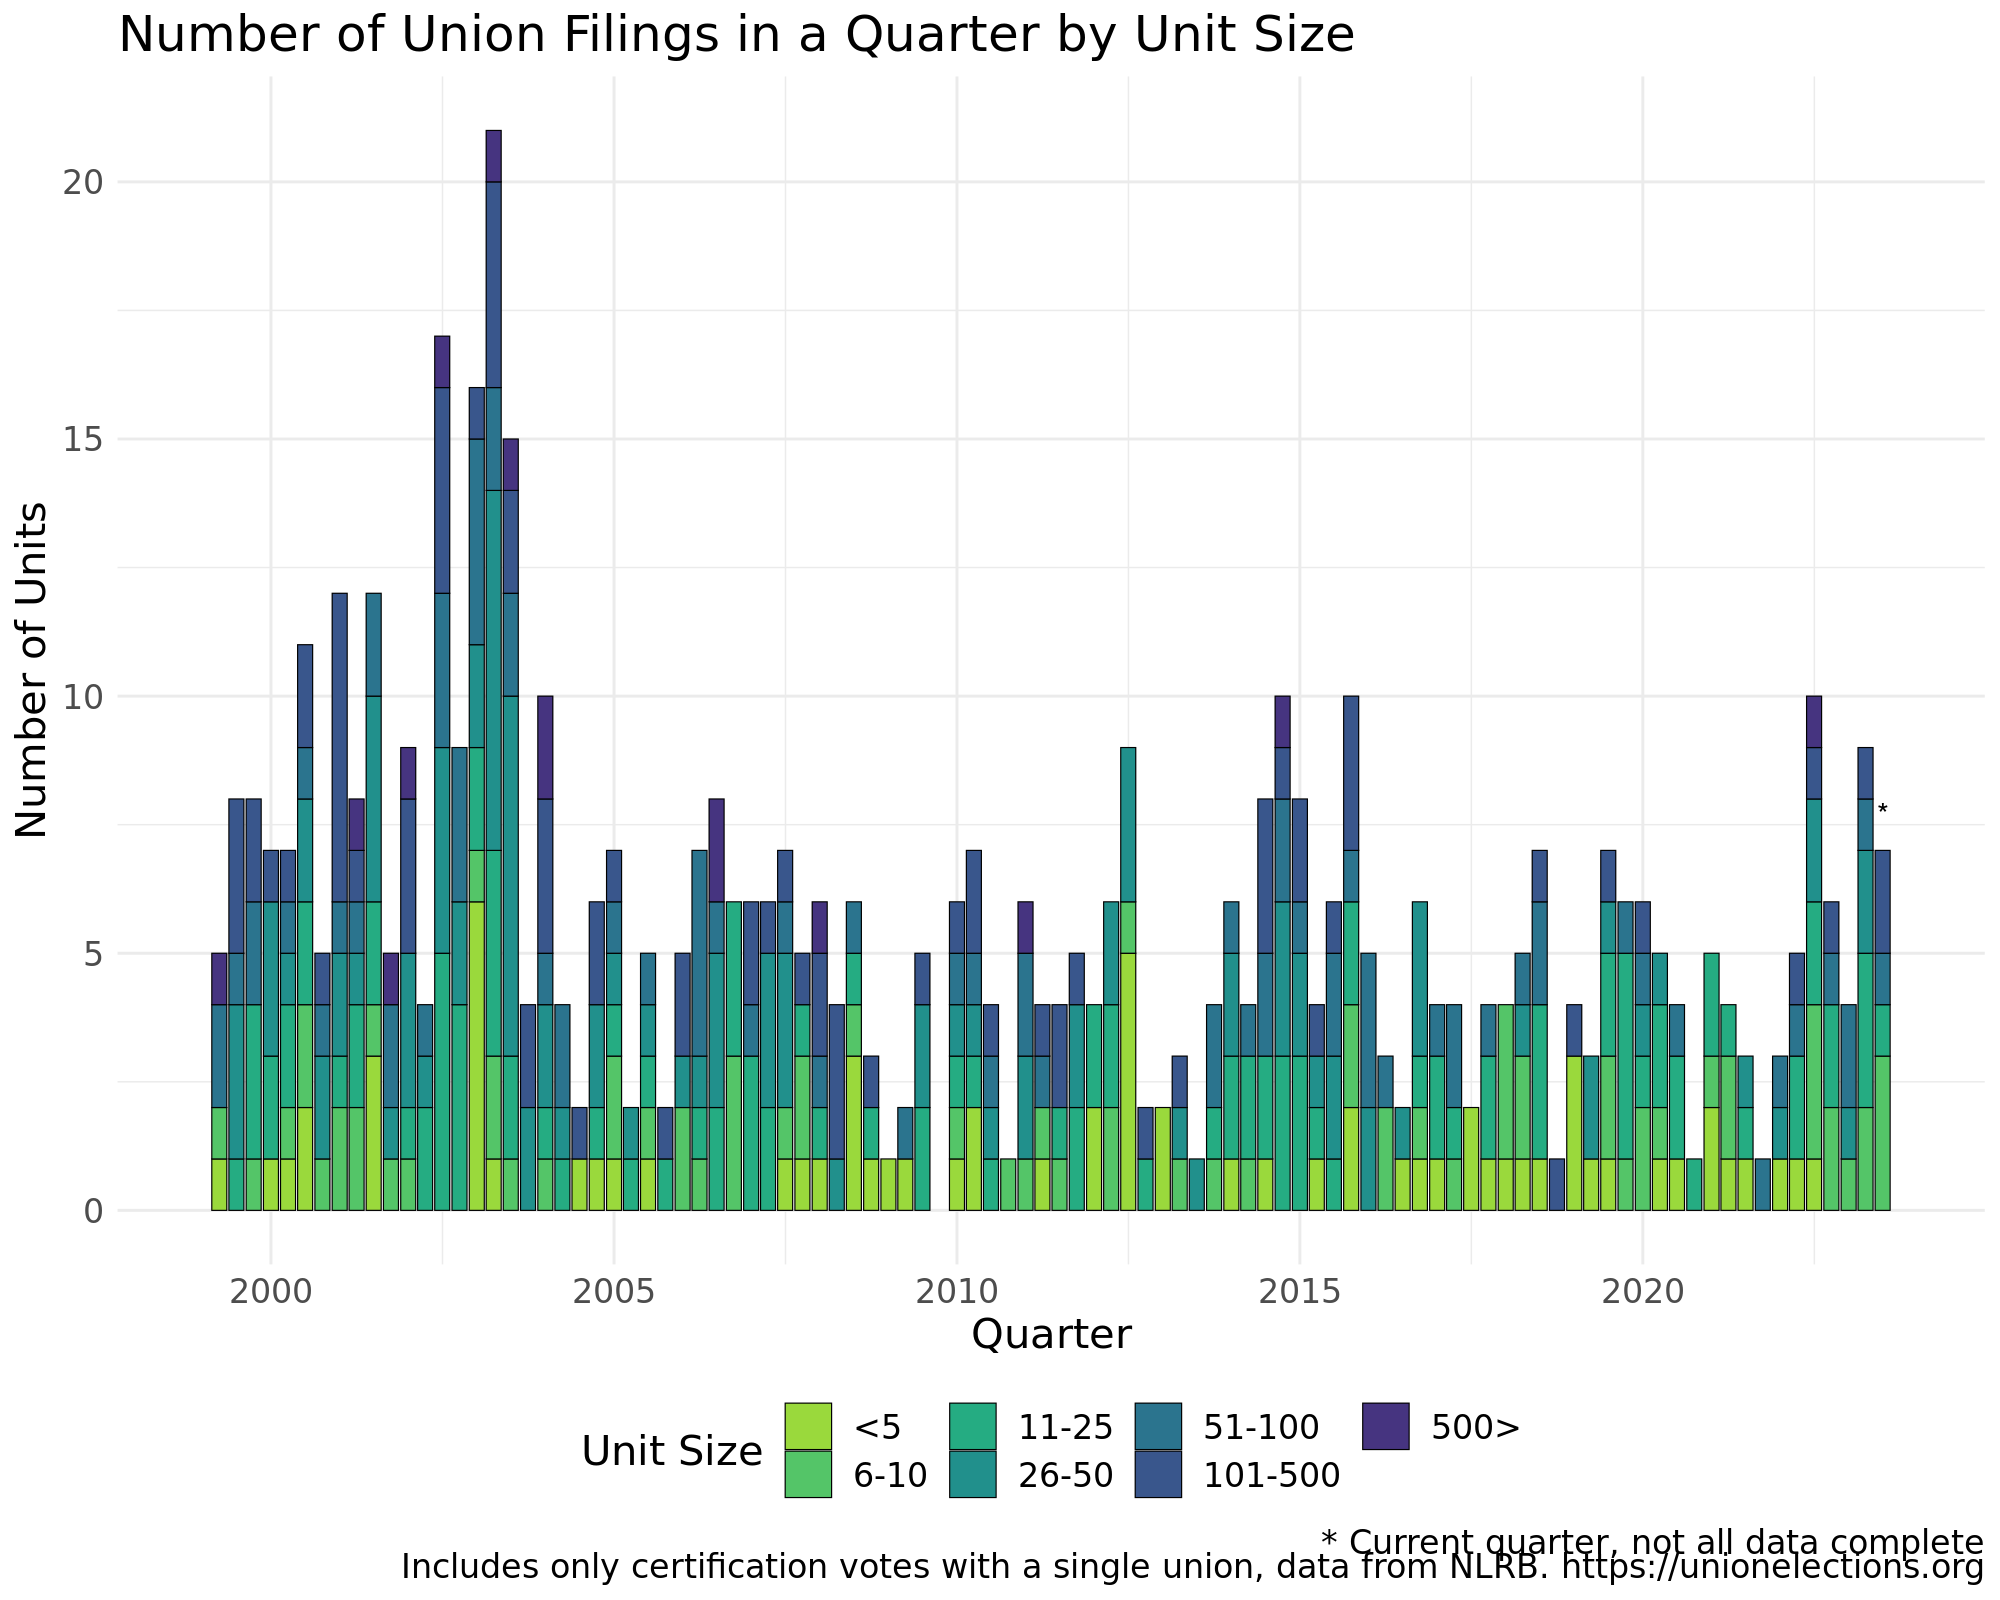 Number of Union Filings in a Quarter by Unit Size
Number of Units
20
15
10
5
0
*
2000 2005 2010 2015 2020
Quarter
Unit Size
<5 11-25 51-100 500>
6-10 26-50 101-500
* Current quarter, not all data complete
Includes only certification votes with a single union, data from NLRB. https://unionelections.org